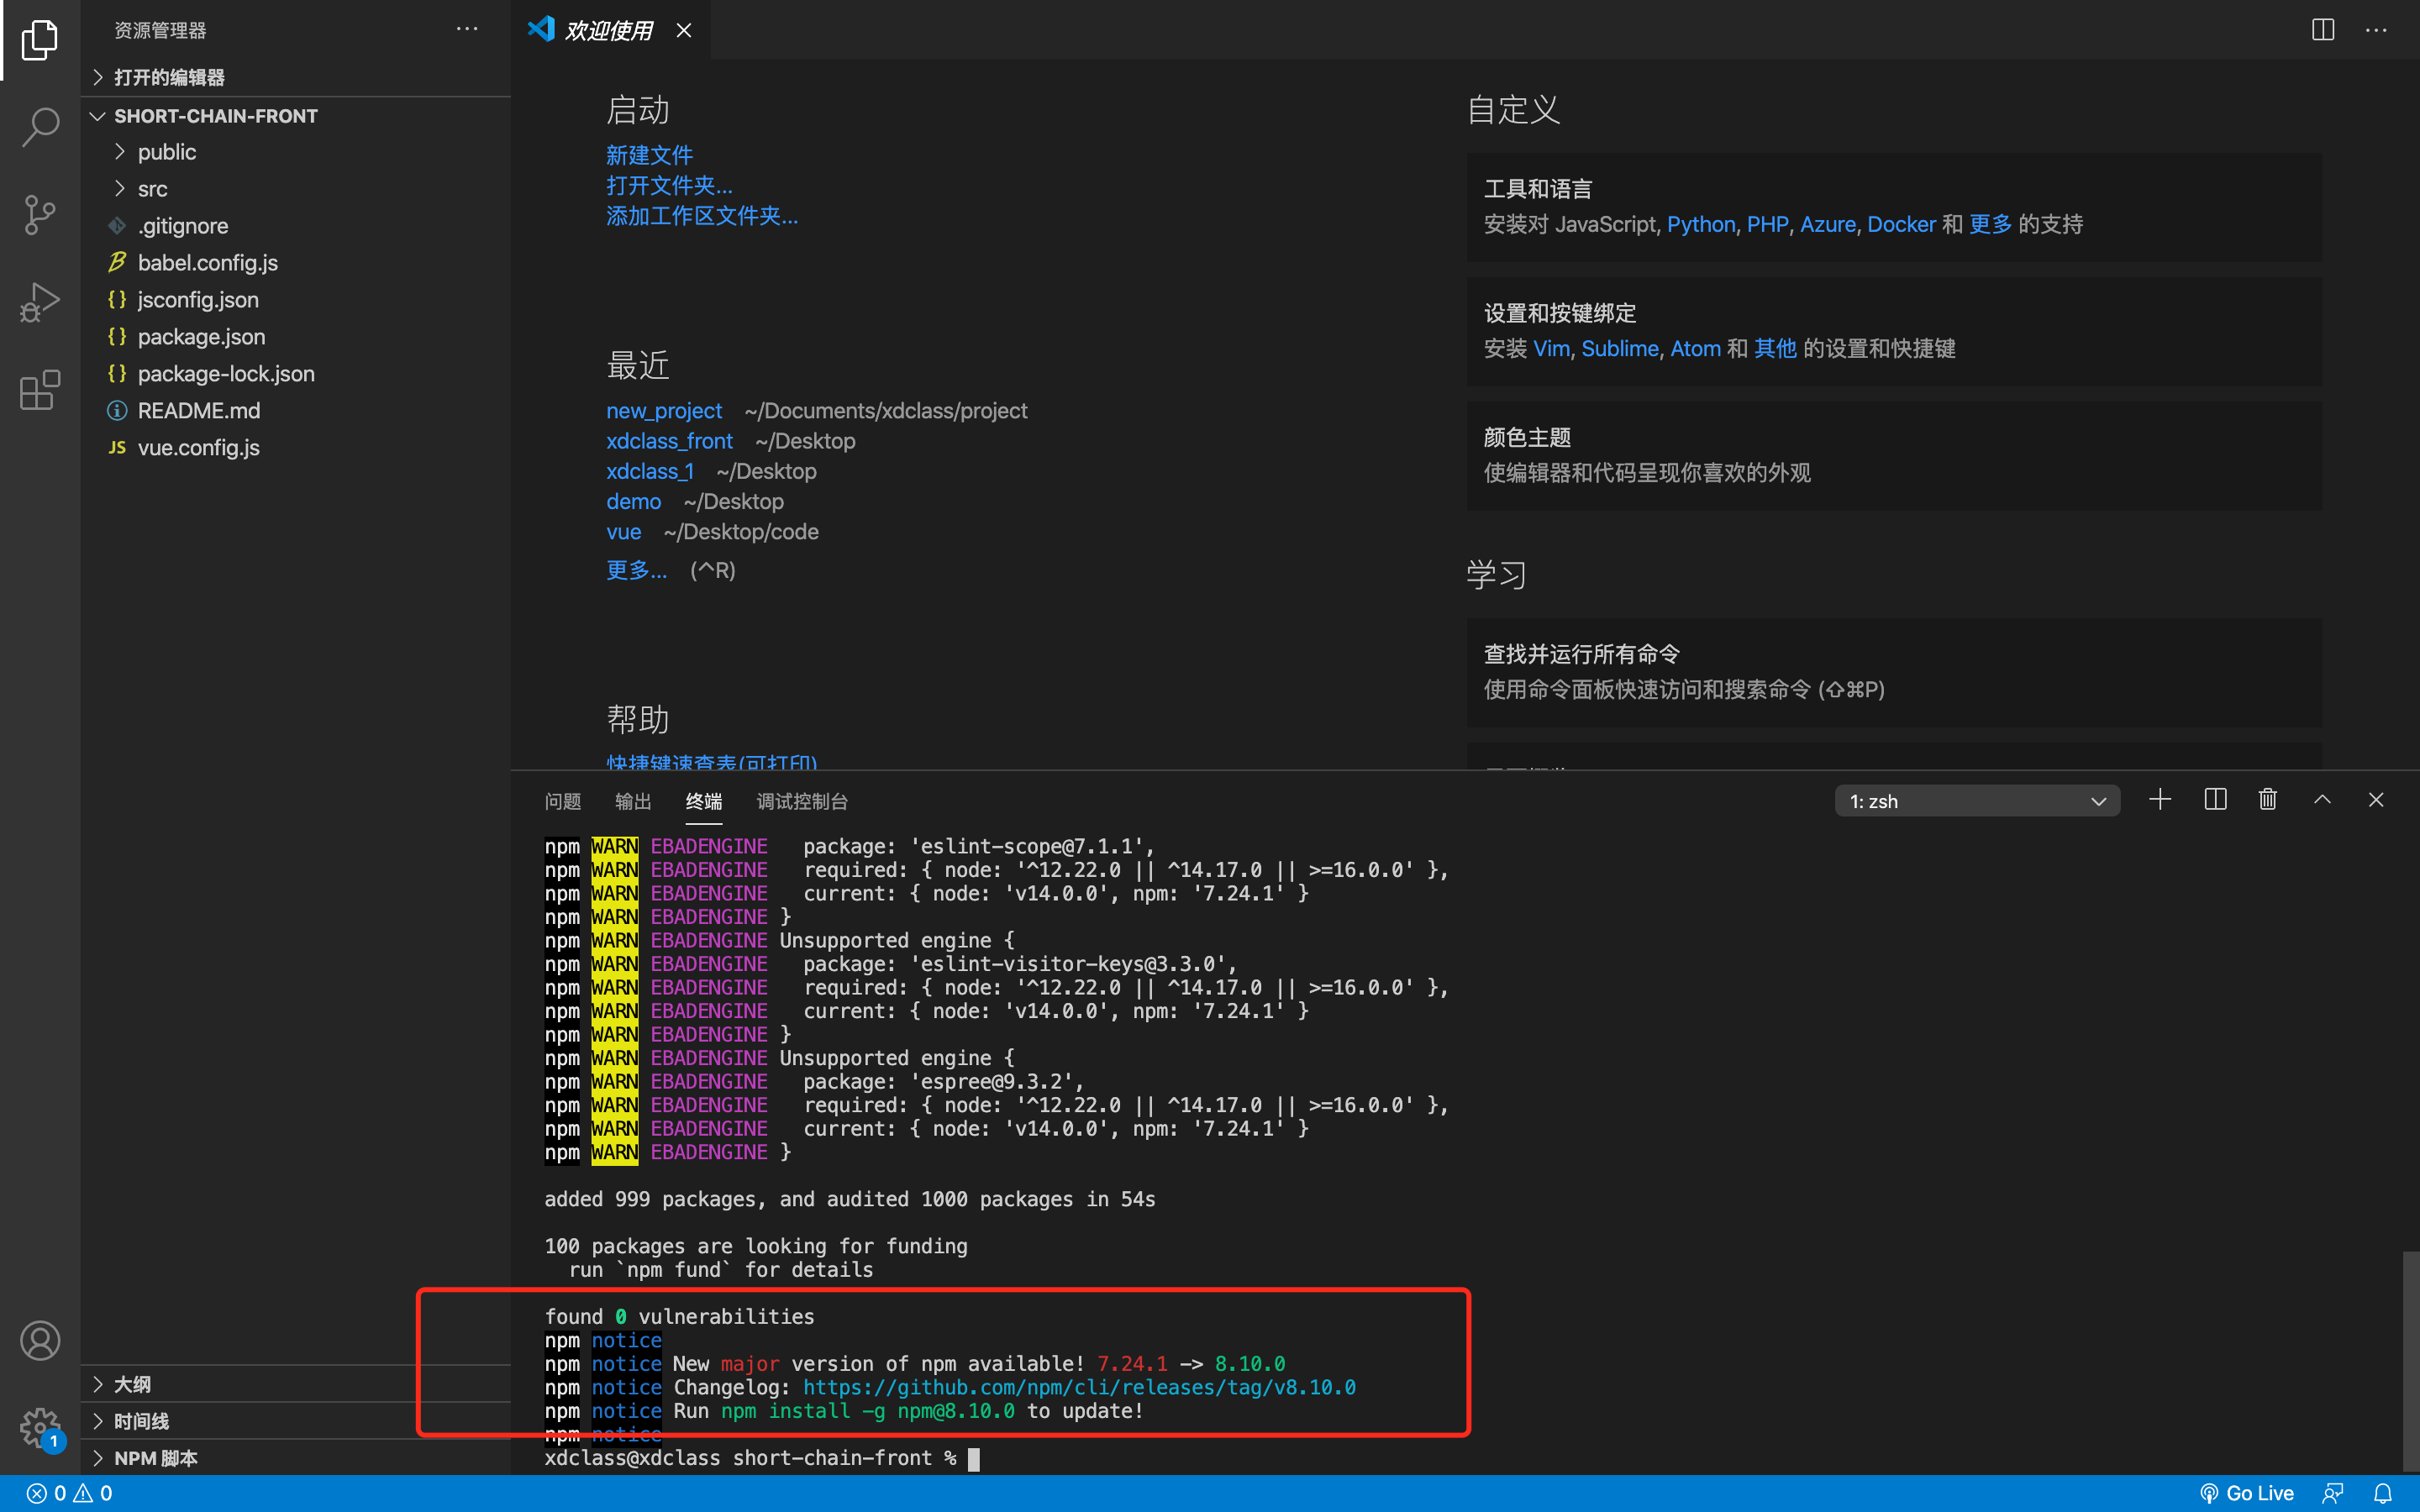 资源管理器
打开的编辑器
SHORT-CHAIN-FRONT
public
src
.gitignore
babel.config.js
jsconfig.json
package.json
package-lock.json
README.md
vue.config.js
大纲
时间线
NPM 脚本
1
欢迎使用
启动
新建文件
打开文件夹...
添加工作区文件夹...
最近
new_project ~/Documents/xdclass/project
xdclass_front ~/Desktop
xdclass_1 ~/Desktop
demo ~/Desktop
vue ~/Desktop/code
更多... (^R)
帮助
快捷键速查表(可打印)
自定义
工具和语言
安装对 JavaScript, Python, PHP, Azure, Docker 和 更多 的支持
设置和按键绑定
安装 Vim, Sublime, Atom 和 其他 的设置和快捷键
颜色主题
使编辑器和代码呈现你喜欢的外观
学习
查找并运行所有命令
使用命令面板快速访问和搜索命令 (⇧⌘P)
问题 输出 终端 调试控制台
1: zsh
npm WARN EBADENGINE   package: 'eslint-scope@7.1.1',
npm WARN EBADENGINE   required: { node: '^12.22.0 || ^14.17.0 || >=16.0.0' },
npm WARN EBADENGINE   current: { node: 'v14.0.0', npm: '7.24.1' }
npm WARN EBADENGINE }
npm WARN EBADENGINE Unsupported engine {
npm WARN EBADENGINE   package: 'eslint-visitor-keys@3.3.0',
npm WARN EBADENGINE   required: { node: '^12.22.0 || ^14.17.0 || >=16.0.0' },
npm WARN EBADENGINE   current: { node: 'v14.0.0', npm: '7.24.1' }
npm WARN EBADENGINE }
npm WARN EBADENGINE Unsupported engine {
npm WARN EBADENGINE   package: 'espree@9.3.2',
npm WARN EBADENGINE   required: { node: '^12.22.0 || ^14.17.0 || >=16.0.0' },
npm WARN EBADENGINE   current: { node: 'v14.0.0', npm: '7.24.1' }
npm WARN EBADENGINE }
added 999 packages, and audited 1000 packages in 54s
100 packages are looking for funding
run `npm fund` for details
found 0 vulnerabilities
npm notice
npm notice New major version of npm available! 7.24.1 -> 8.10.0
npm notice Changelog: https://github.com/npm/cli/releases/tag/v8.10.0
npm notice Run npm install -g npm@8.10.0 to update!
npm notice
xdclass@xdclass short-chain-front %
0 0
Go Live